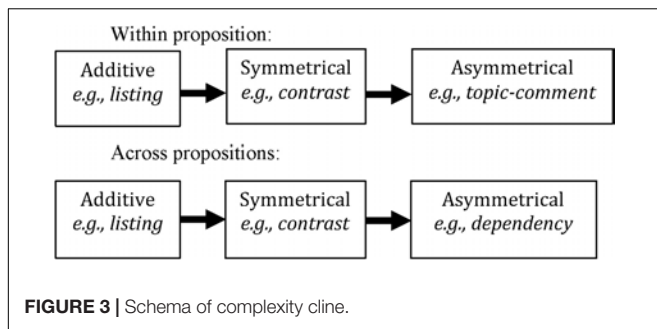 Within proposition:
Additive Symmetrical Asymmetrical
e.g., listing e.g., contrast e.g., topic-comment
Across propositions:
Additive Symmetrical Asymmetrical
e.g., listing e.g., contrast e.g., dependency
FIGURE 3 | Schema of complexity cline.